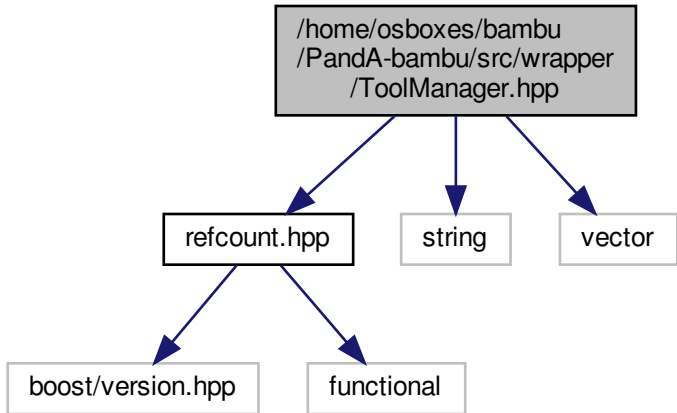 /home/osboxes/bambu
/PandA-bambu/src/wrapper
/ToolManager.hpp
refcount.hpp
string
vector
boost/version.hpp
functional